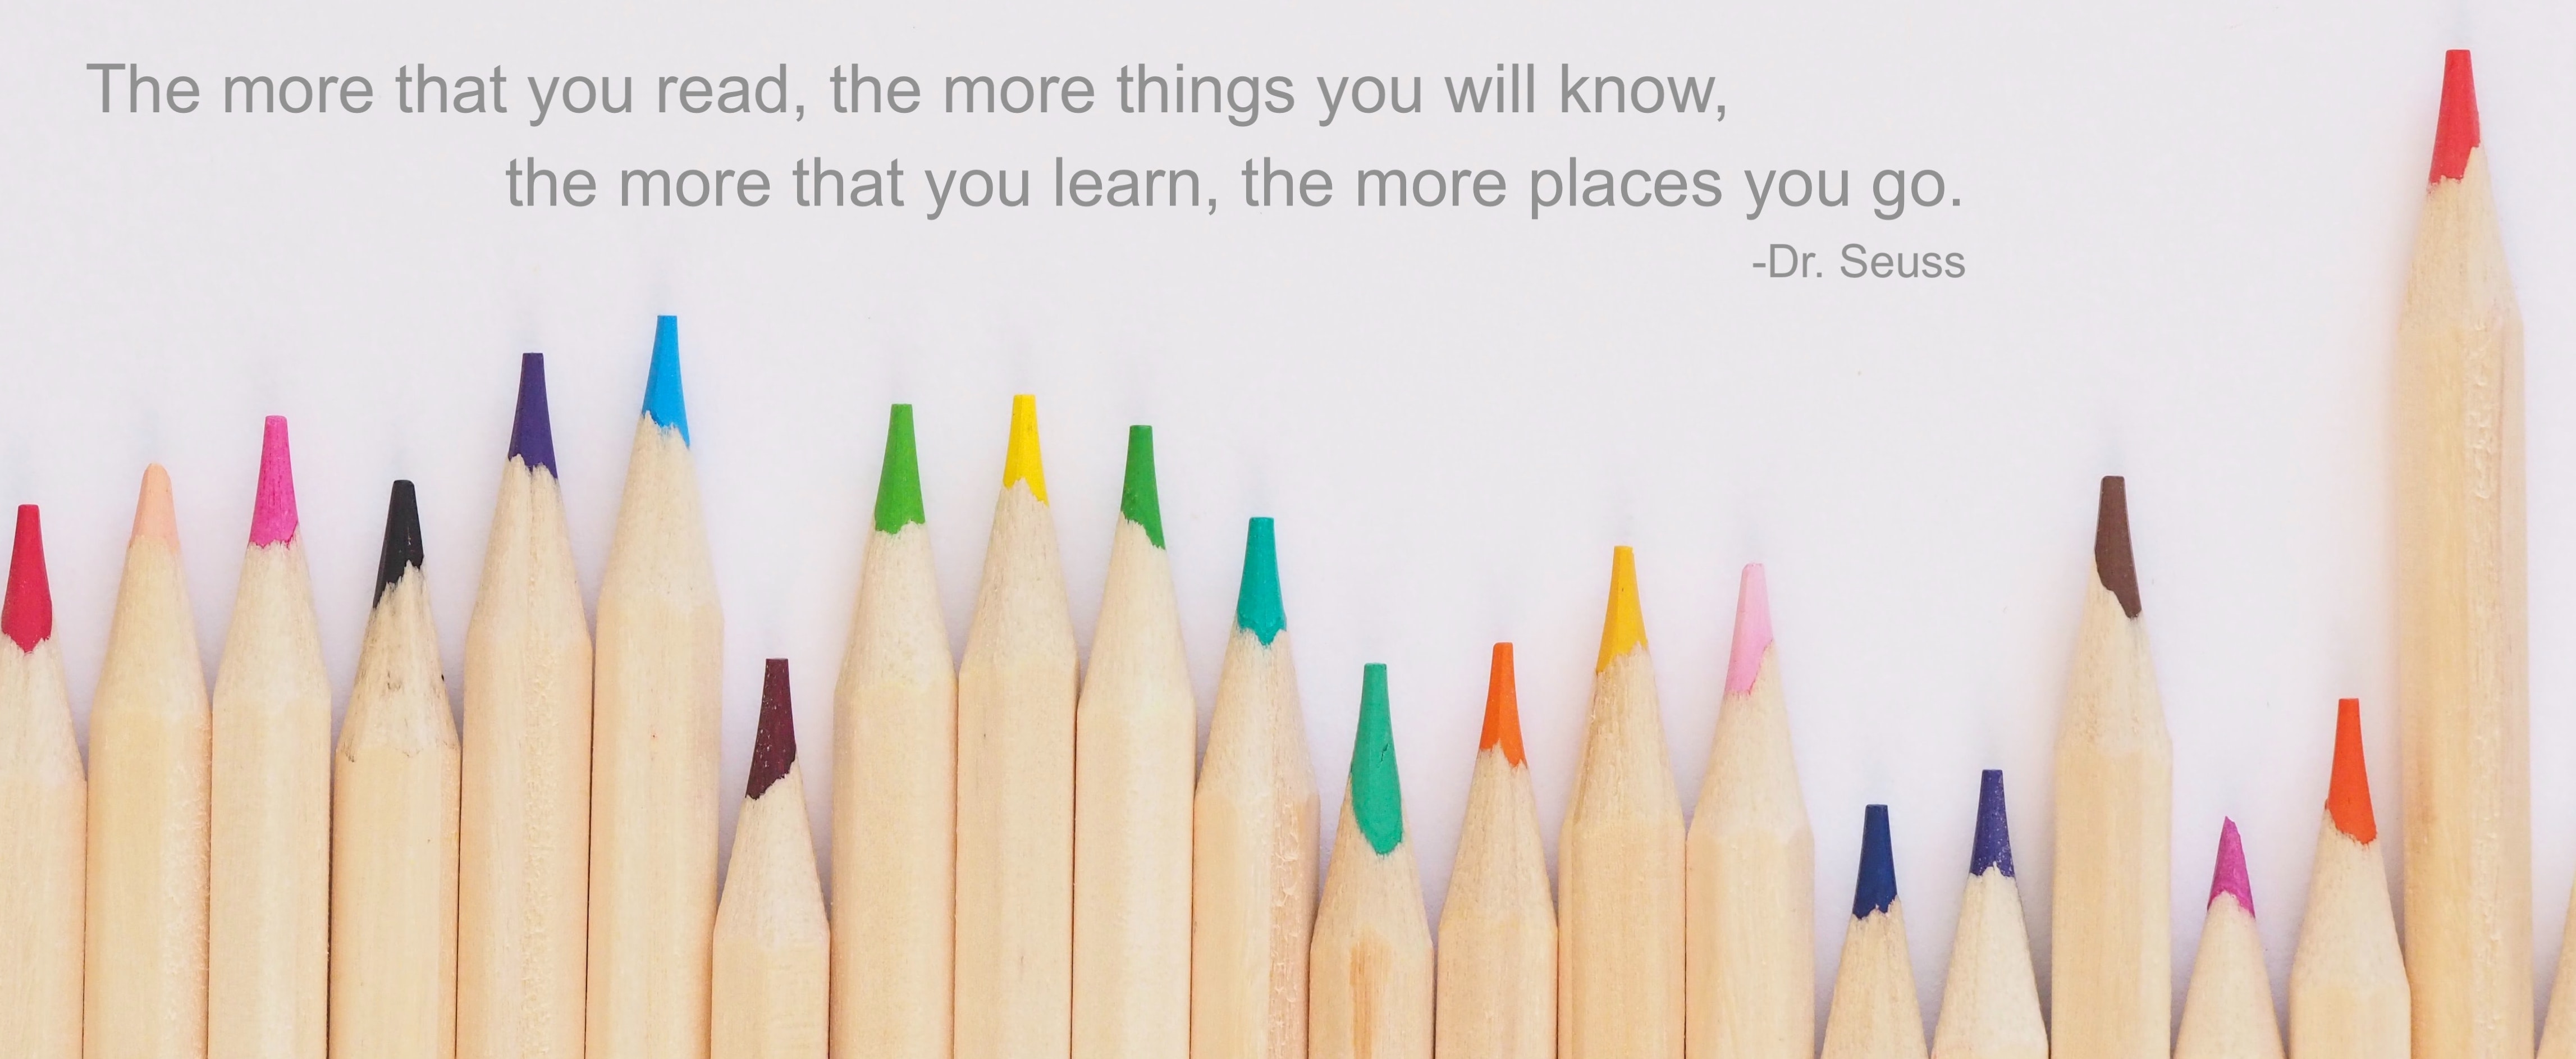 The more that you read, the more things you will know,
the more that you learn, the more places you go.
-Dr. Seuss